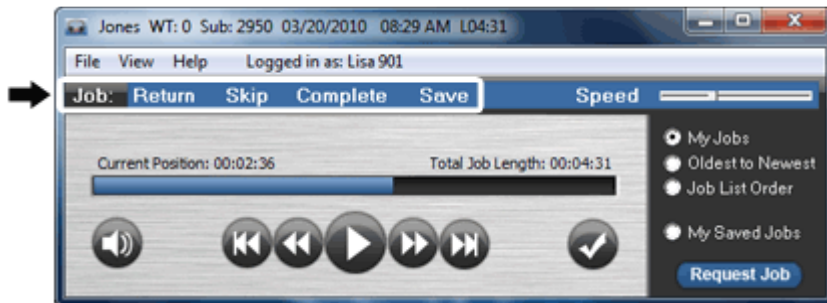 Jones WT: 0 Sub: 2950 03/20/2010 08:29 AM L04:31
File View Help Logged in as: Lisa 901
Job: Return Skip Complete Save Speed
Current Position: 00:02:36 Total Job Length: 00:04:31
My Jobs
Oldest to Newest
Job List Order
My Saved Jobs
Request Job